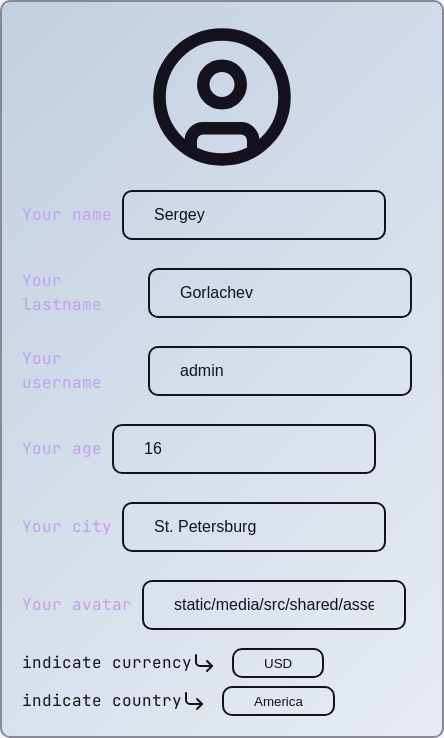 Your name Sergey
Your
lastname Gorlachev
Your
username admin
Your age 16
Your city St. Petersburg
Your avatar static/media/src/shared/asse
indicate currency USD
indicate country America